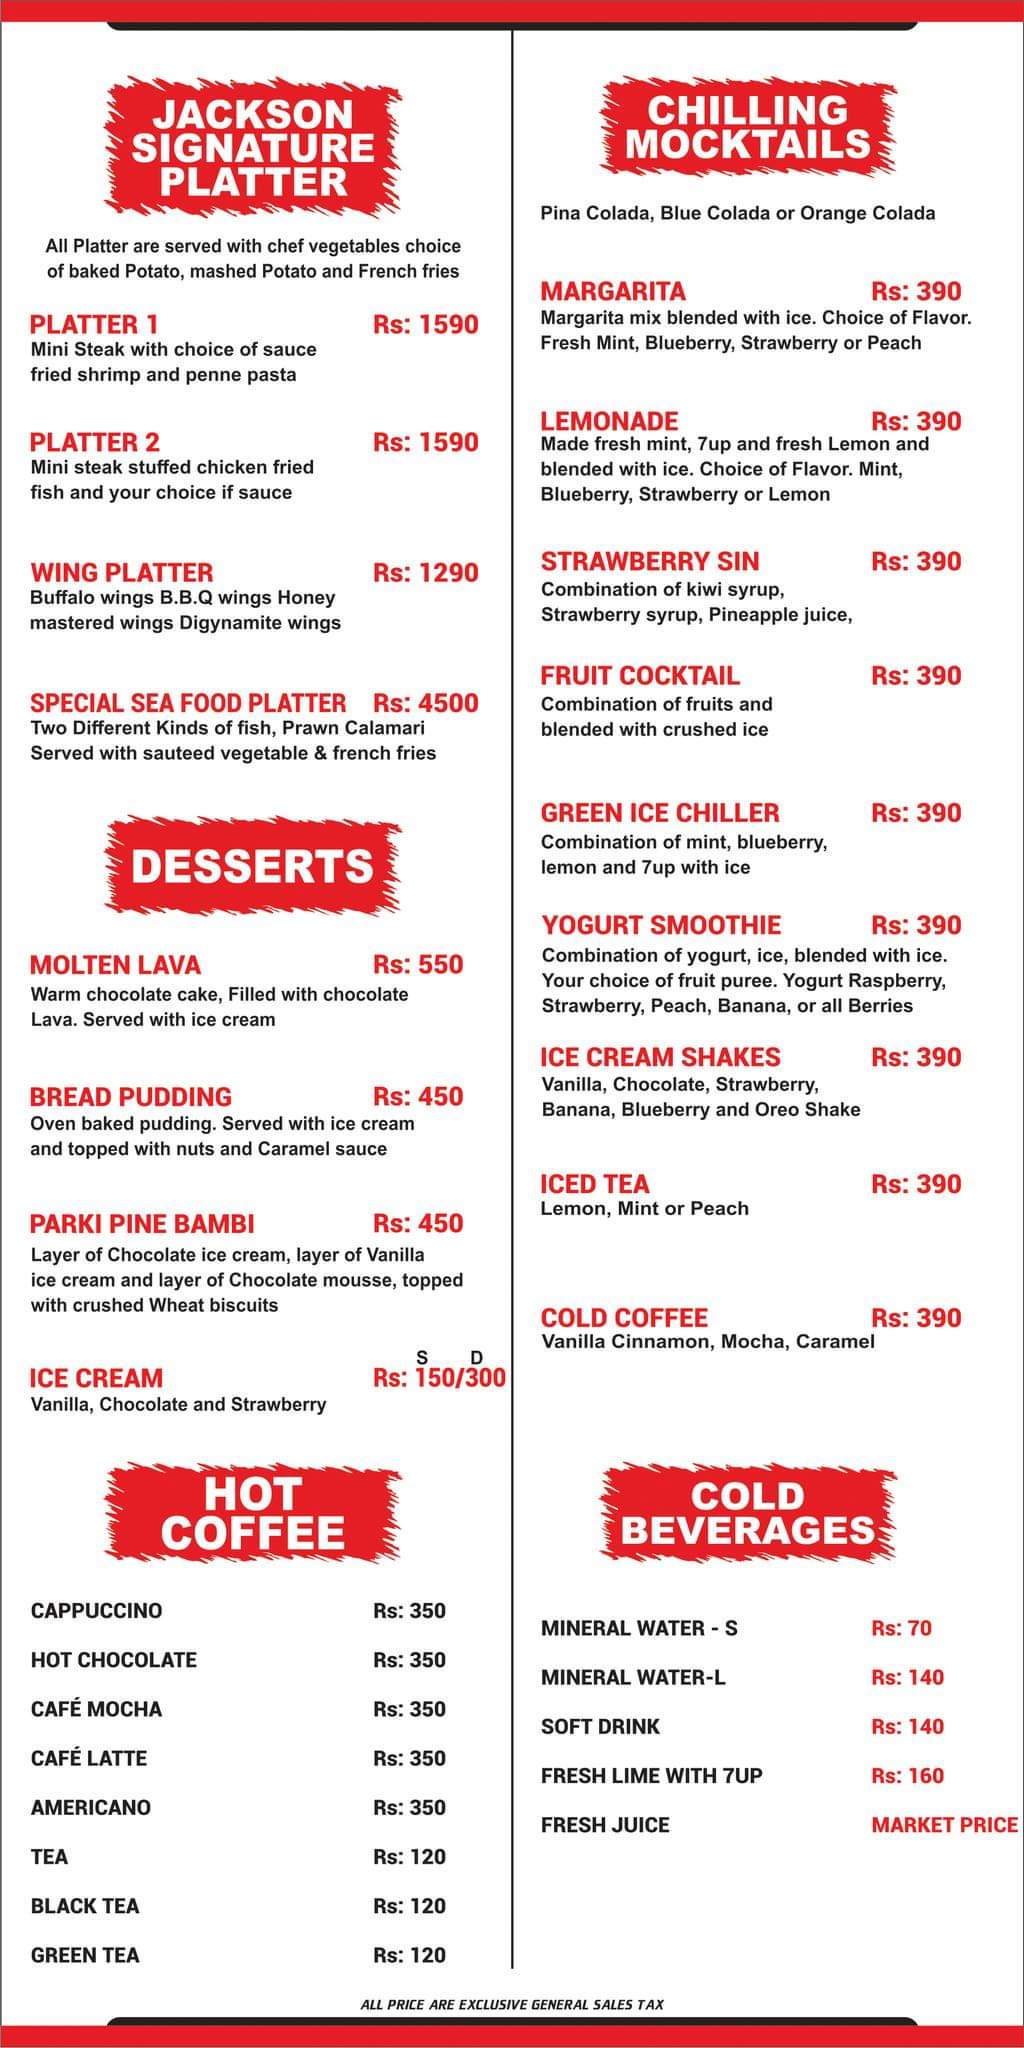 JACKSON
SIGNATURE
PLATTER
All Platter are served with chef vegetables choice
of baked Potato, mashed Potato and French fries
PLATTER 1 Rs: 1590
Mini Steak with choice of sauce
fried shrimp and penne pasta
PLATTER 2 Rs: 1590
Mini steak stuffed chicken fried
fish and your choice if sauce
WING PLATTER Rs: 1290
Buffalo wings B.B.Q wings Honey
mastered wings Digynamite wings
SPECIAL SEA FOOD PLATTER Rs: 4500
Two Different Kinds of fish, Prawn Calamari
Served with sauteed vegetable & french fries
DESSERTS
MOLTEN LAVA Rs: 550
Warm chocolate cake, Filled with chocolate
Lava. Served with ice cream
BREAD PUDDING Rs: 450
Oven baked pudding. Served with ice cream
and topped with nuts and Caramel sauce
PARKI PINE BAMBI Rs: 450
Layer of Chocolate ice cream, layer of Vanilla
ice cream and layer of Chocolate mousse, topped
with crushed Wheat biscuits
S D
ICE CREAM Rs: 150/300
Vanilla, Chocolate and Strawberry
HOT
COFFEE
CAPPUCCINO Rs: 350
HOT CHOCOLATE Rs: 350
CAFÉ MOCHA Rs: 350
CAFÉ LATTE Rs: 350
AMERICANO Rs: 350
TEA Rs: 120
BLACK TEA Rs: 120
GREEN TEA Rs: 120
CHILLING
MOCKTAILS
Pina Colada, Blue Colada or Orange Colada
MARGARITA Rs: 390
Margarita mix blended with ice. Choice of Flavor.
Fresh Mint, Blueberry, Strawberry or Peach
LEMONADE Rs: 390
Made fresh mint, 7up and fresh Lemon and
blended with ice. Choice of Flavor. Mint,
Blueberry, Strawberry or Lemon
STRAWBERRY SIN Rs: 390
Combination of kiwi syrup,
Strawberry syrup, Pineapple juice,
FRUIT COCKTAIL Rs: 390
Combination of fruits and
blended with crushed ice
GREEN ICE CHILLER Rs: 390
Combination of mint, blueberry,
lemon and 7up with ice
YOGURT SMOOTHIE Rs: 390
Combination of yogurt, ice, blended with ice.
Your choice of fruit puree. Yogurt Raspberry,
Strawberry, Peach, Banana, or all Berries
ICE CREAM SHAKES Rs: 390
Vanilla, Chocolate, Strawberry,
Banana, Blueberry and Oreo Shake
ICED TEA Rs: 390
Lemon, Mint or Peach
COLD COFFEE Rs: 390
Vanilla Cinnamon, Mocha, Caramel
COLD
BEVERAGES
MINERAL WATER - S Rs: 70
MINERAL WATER-L Rs: 140
SOFT DRINK Rs: 140
FRESH LIME WITH 7UP Rs: 160
FRESH JUICE MARKET PRICE
ALL PRICE ARE EXCLUSIVE GENERAL SALES TAX